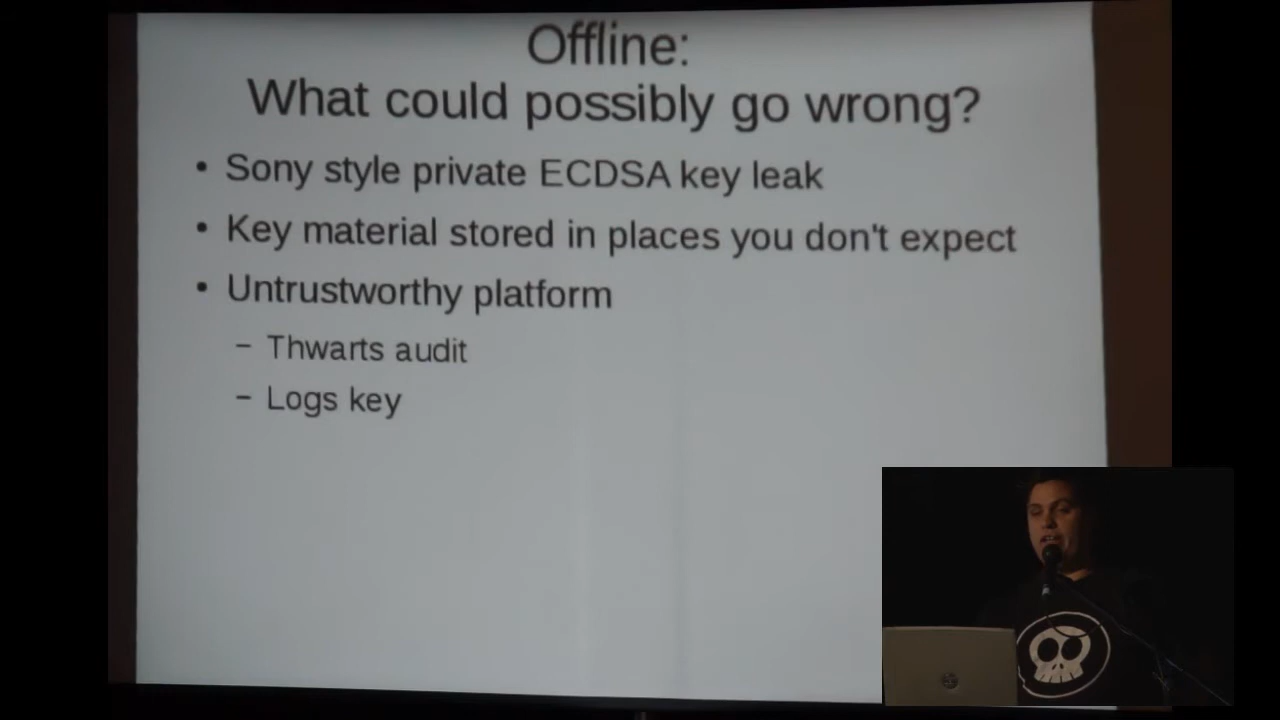 Offline:
What could possibly go wrong?
• Sony style private ECDSA key leak
• Key material stored in places you don't expect
• Untrustworthy platform
– Thwarts audit
– Logs key